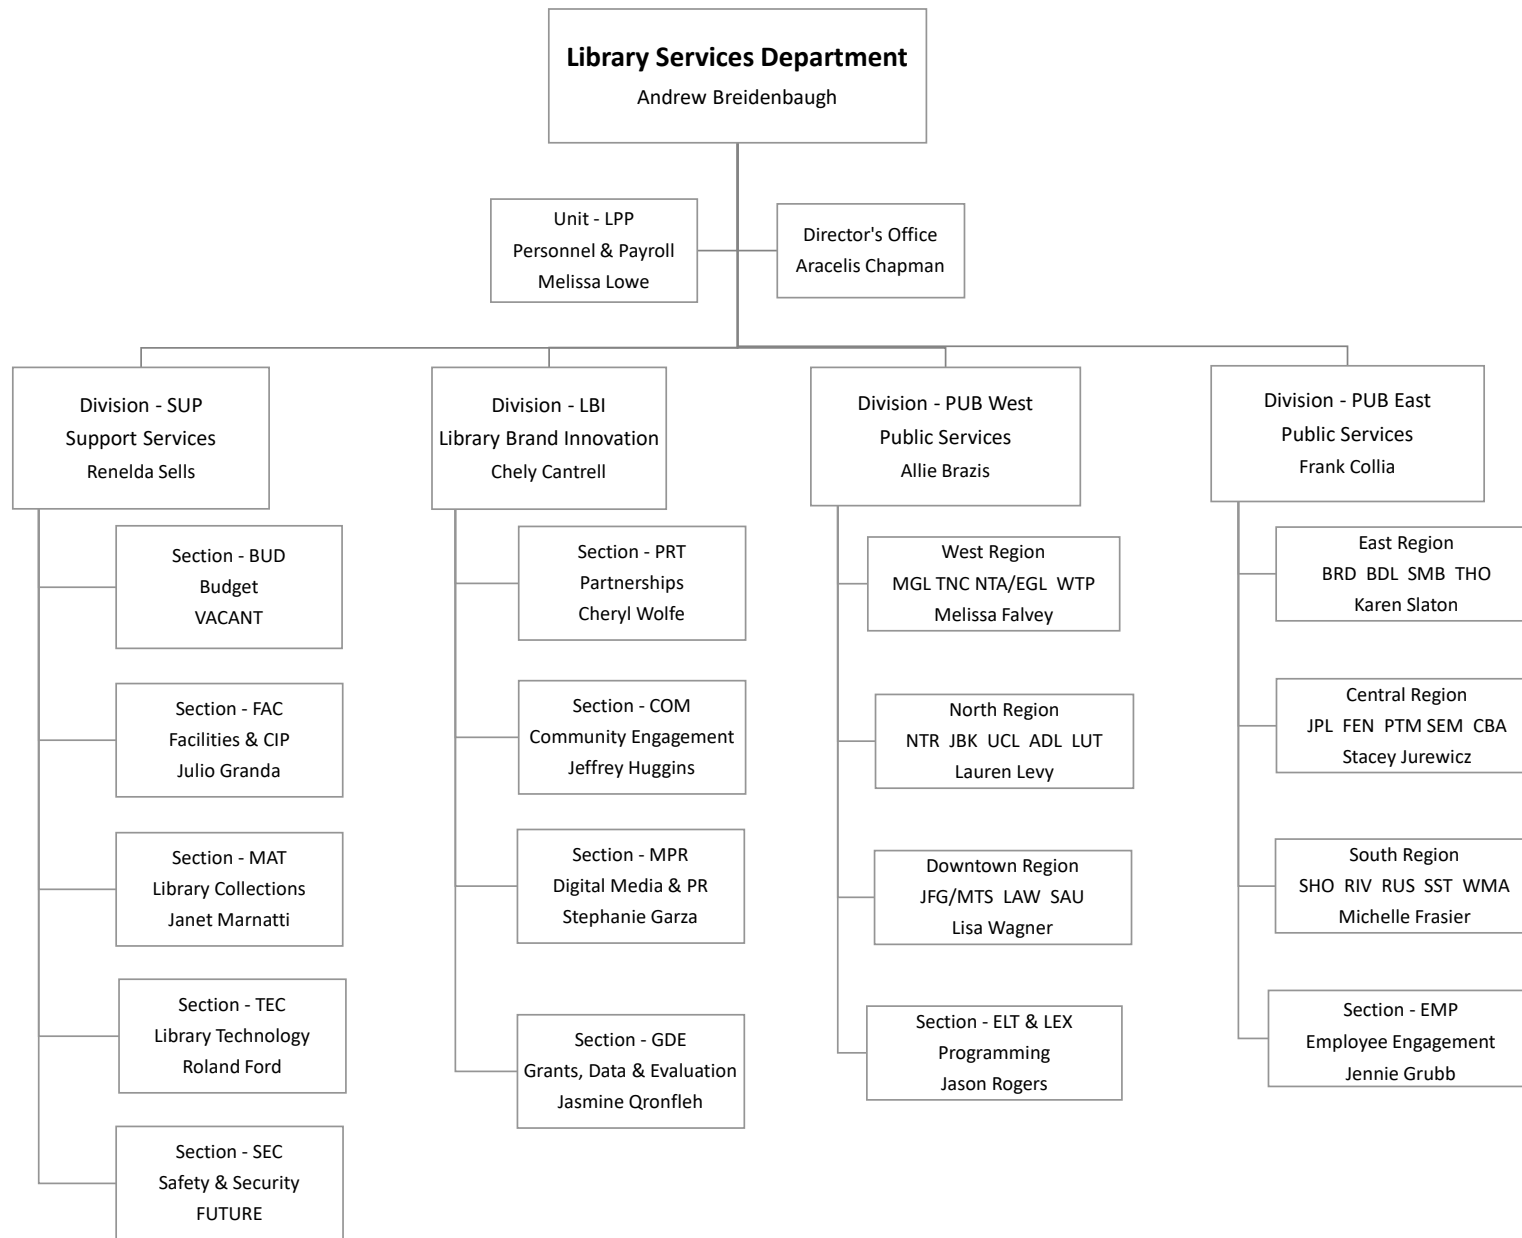 Library Services Department
Andrew Breidenbaugh
Unit - LPP
Personnel & Payroll
Melissa Lowe
Director's Office
Aracelis Chapman
Division - SUP
Support Services
Renelda Sells
Division - LBI
Library Brand Innovation
Chely Cantrell
Division - PUB West
Public Services
Allie Brazis
Division - PUB East
Public Services
Frank Collia
Section - BUD
Budget
VACANT
Section - FAC
Facilities & CIP
Julio Granda
Section - MAT
Library Collections
Janet Marnatti
Section - TEC
Library Technology
Roland Ford
Section - SEC
Safety & Security
FUTURE
Section - PRT
Partnerships
Cheryl Wolfe
Section - COM
Community Engagement
Jeffrey Huggins
Section - MPR
Digital Media & PR
Stephanie Garza
Section - GDE
Grants, Data & Evaluation
Jasmine Qronfleh
West Region
MGL TNC NTA/EGL WTP
Melissa Falvey
North Region
NTR JBK UCL ADL LUT
Lauren Levy
Downtown Region
JFG/MTS LAW SAU
Lisa Wagner
Section - ELT & LEX
Programming
Jason Rogers
East Region
BRD BDL SMB THO
Karen Slaton
Central Region
JPL FEN PTM SEM CBA
Stacey Jurewicz
South Region
SHO RIV RUS SST WMA
Michelle Frasier
Section - EMP
Employee Engagement
Jennie Grubb